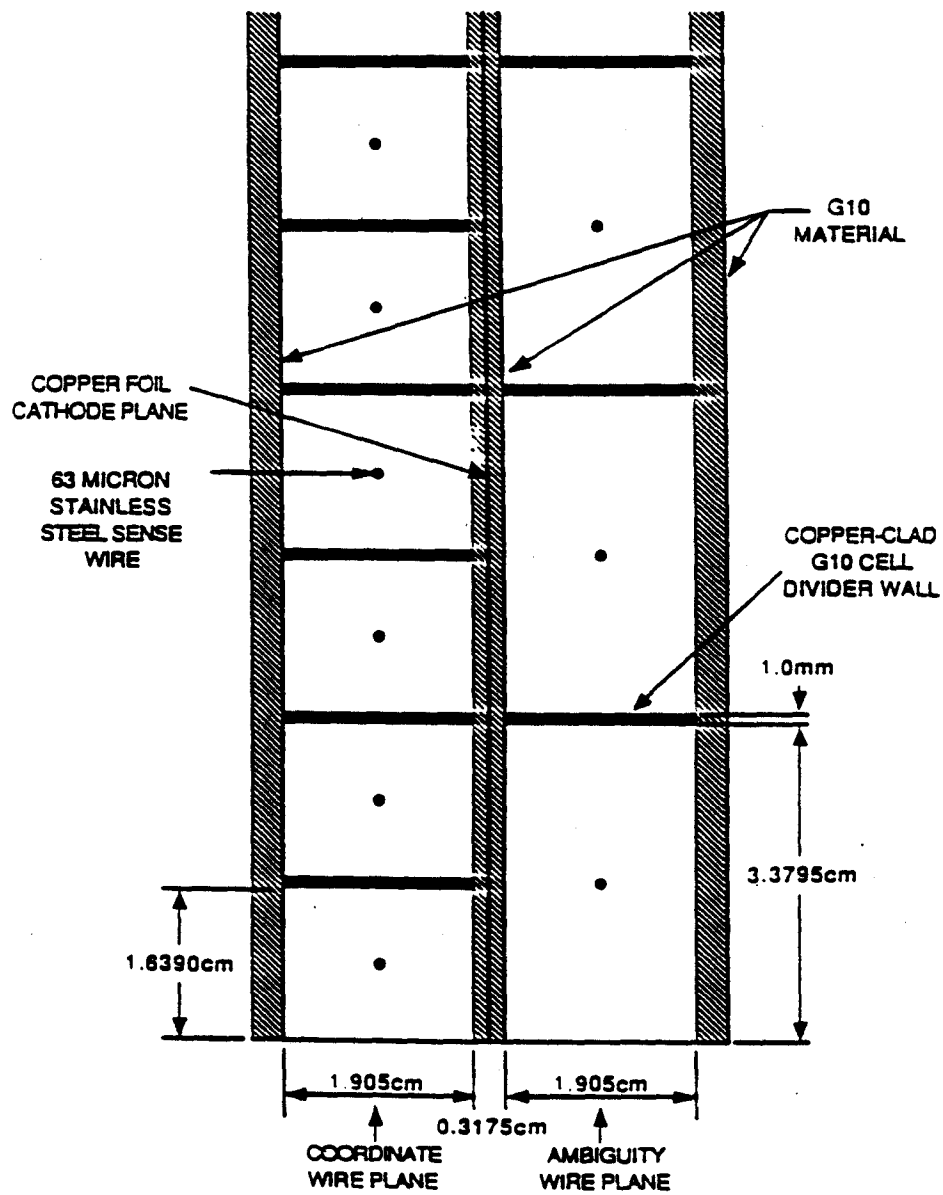 G10
MATERIAL
COPPER FOIL
CATHODE PLANE
63 MICRON
STAINLESS
STEEL SENSE
WIRE
COPPER-CLAD
G10 CELL
DIVIDER WALL
1.0mm
3.3795cm
1.6390cm
1.905cm
1.905cm
0.3175cm
COORDINATE
WIRE PLANE
AMBIGUITY
WIRE PLANE